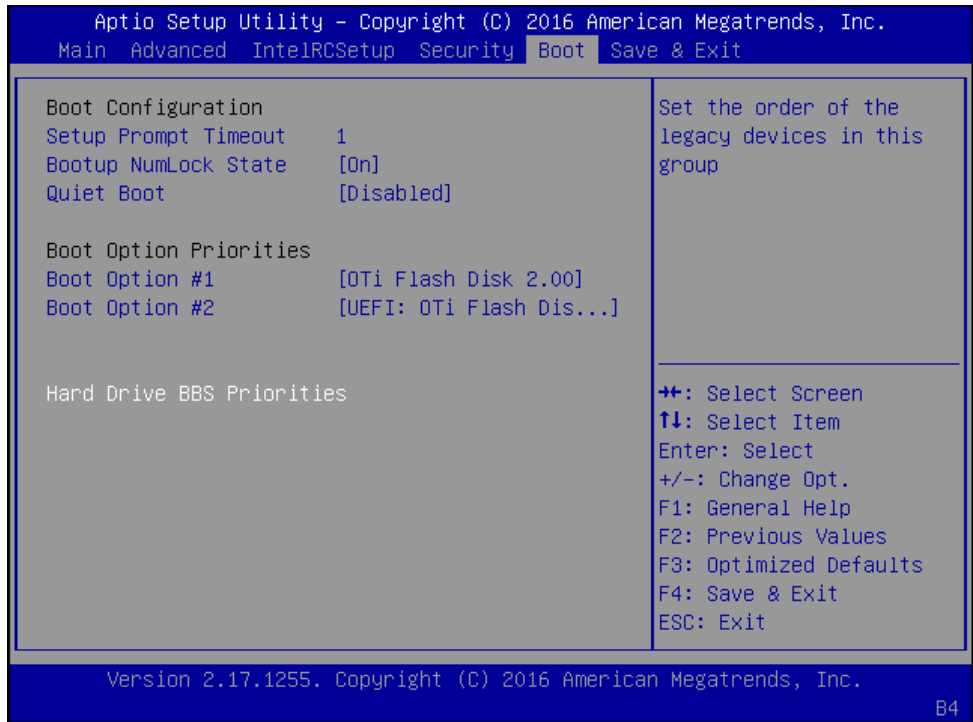 Aptio Setup Utility – Copyright (C) 2016 American Megatrends, Inc.
Main Advanced IntelRCSetup Security Boot Save & Exit
Boot Configuration
Setup Prompt Timeout 1
Bootup NumLock State [On]
Quiet Boot [Disabled]
Boot Option Priorities
Boot Option #1 [OTi Flash Disk 2.00]
Boot Option #2 [UEFI: OTi Flash Dis...]
Hard Drive BBS Priorities
Set the order of the
legacy devices in this
group
→←: Select Screen
↑↓: Select Item
Enter: Select
+/-: Change Opt.
F1: General Help
F2: Previous Values
F3: Optimized Defaults
F4: Save & Exit
ESC: Exit
Version 2.17.1255. Copyright (C) 2016 American Megatrends, Inc.
B4